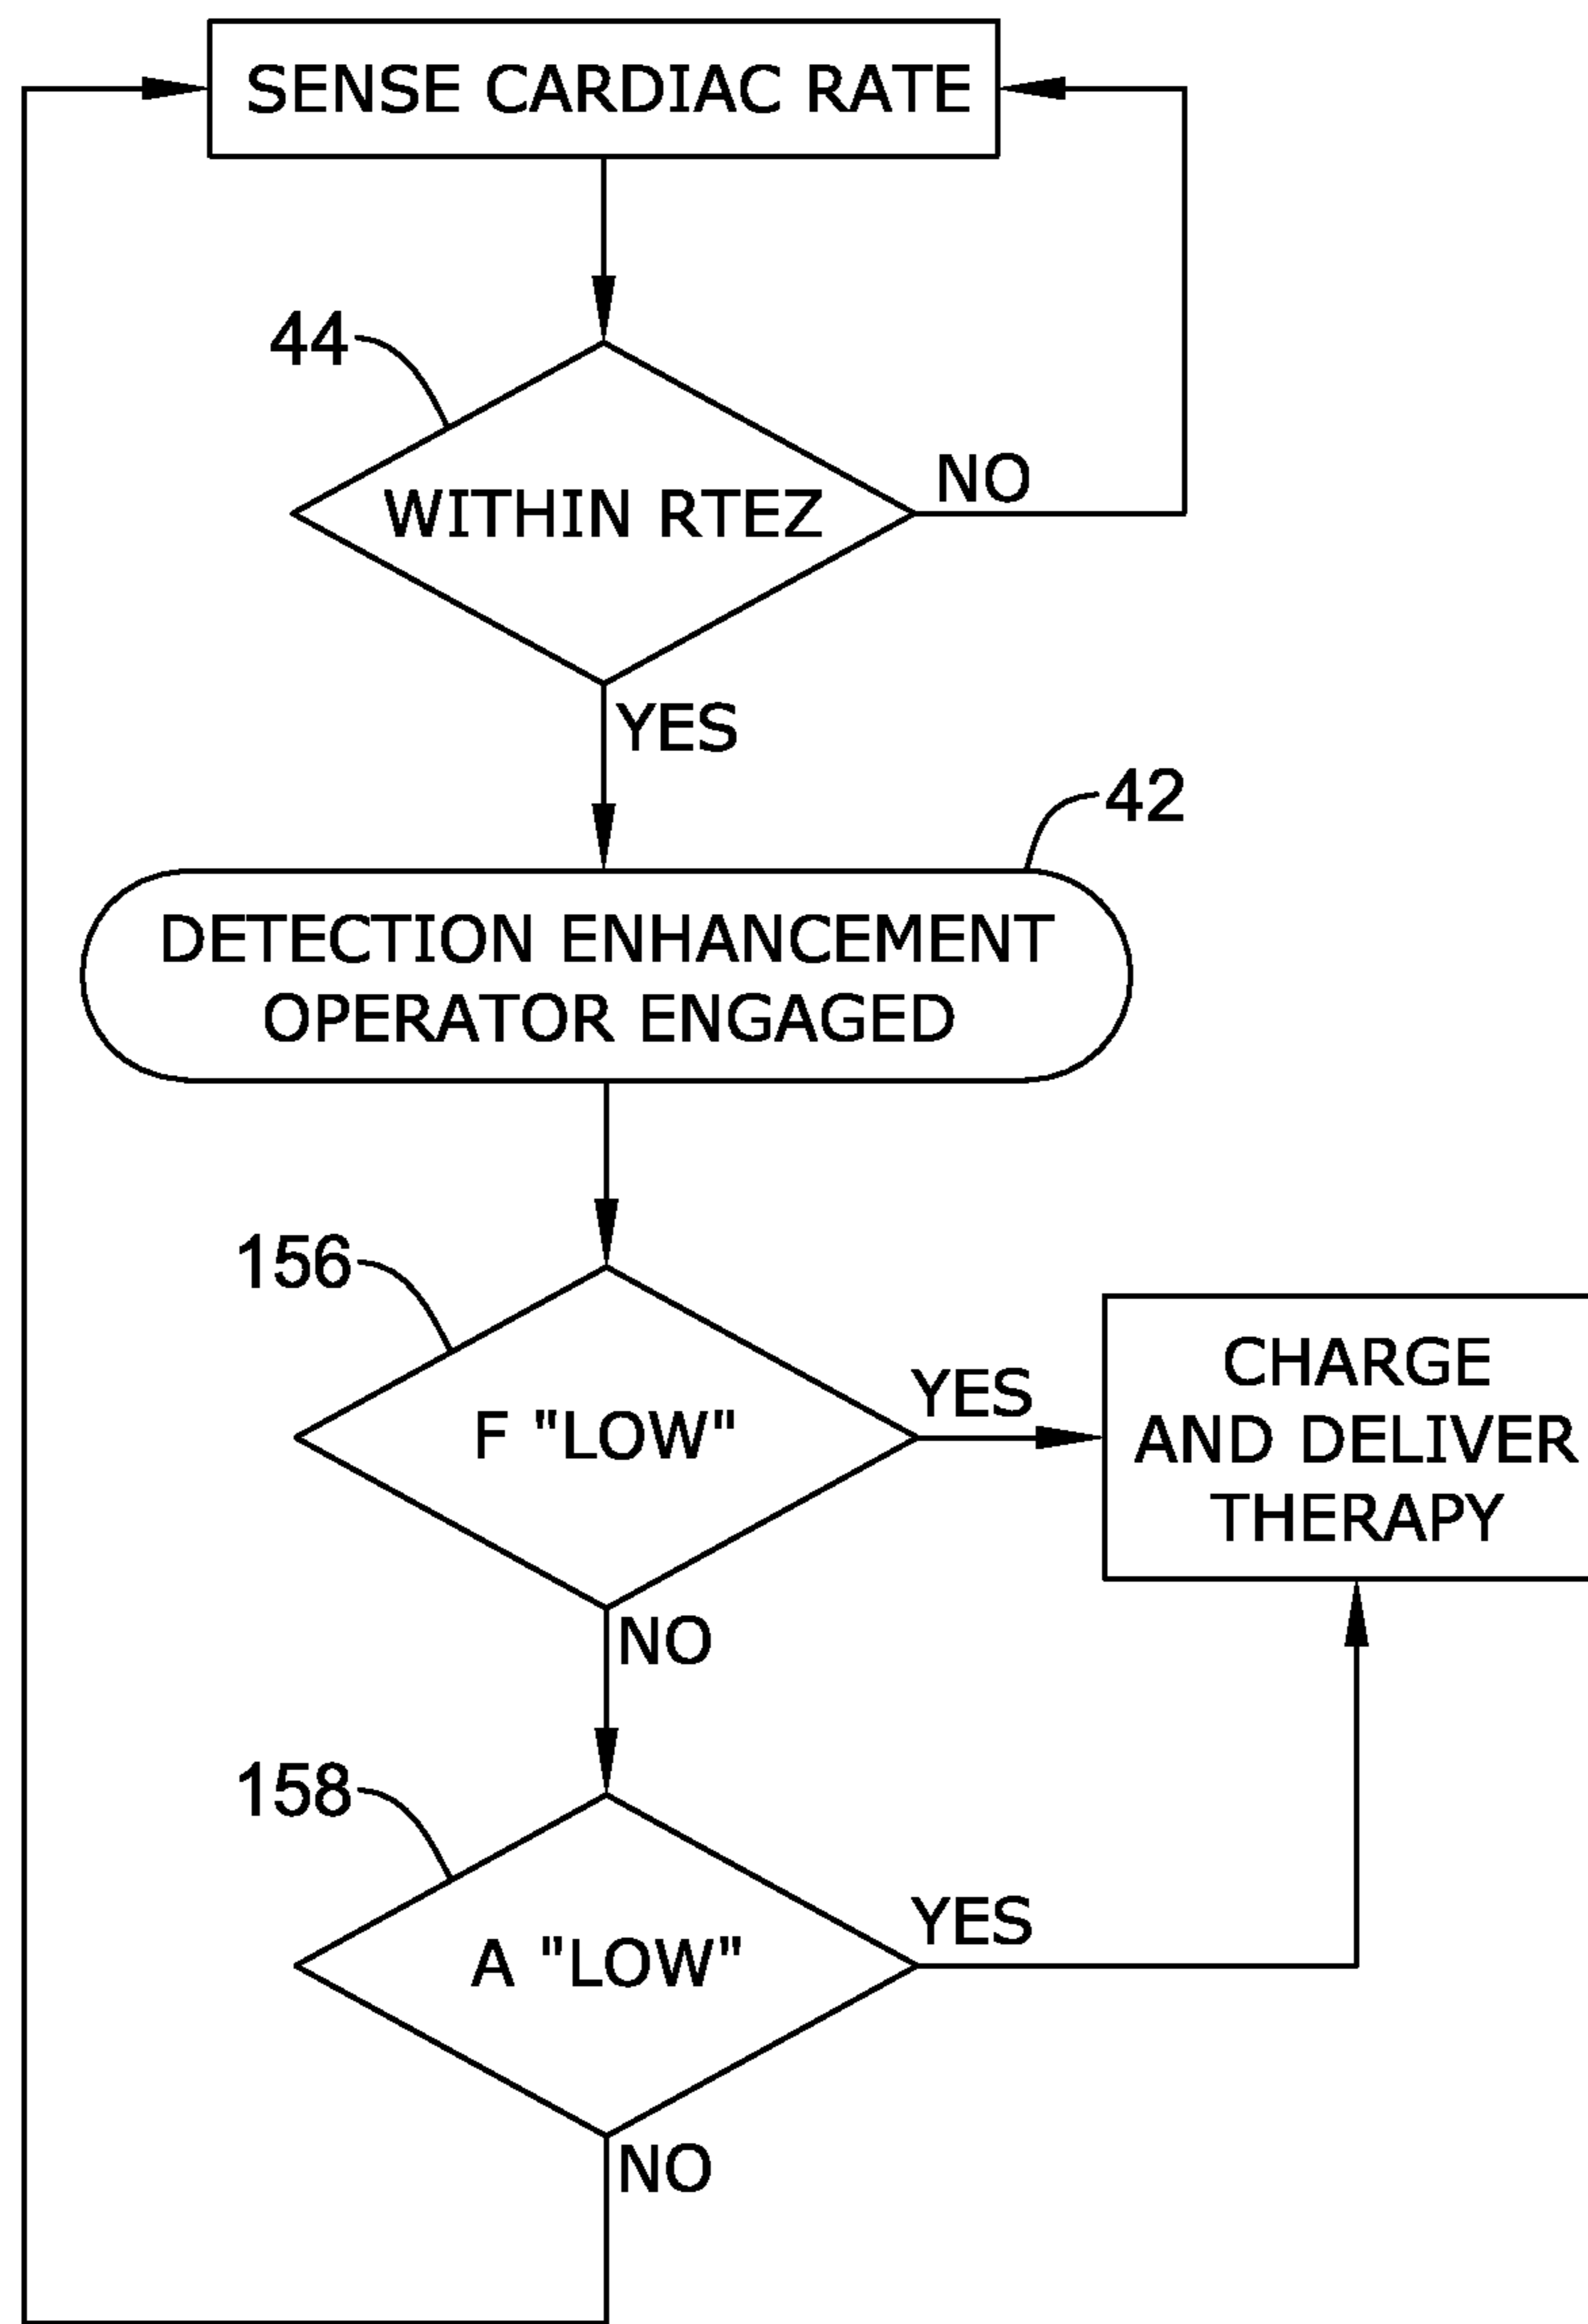 SENSE CARDIAC RATE
44
WITHIN RTEZ
NO
YES
42
DETECTION ENHANCEMENT
OPERATOR ENGAGED
156
F "LOW"
YES
CHARGE
AND DELIVER
THERAPY
NO
158
A "LOW"
YES
NO